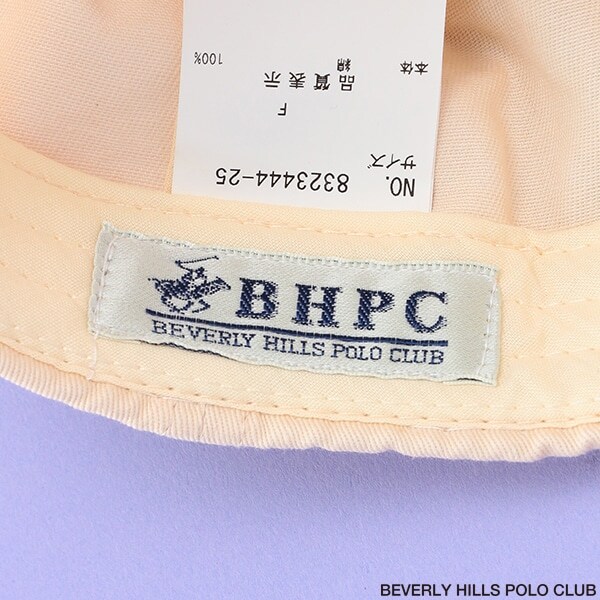 NO. 8323444-25
サイズ F
品質表示
本体 綿 100%
BHPC
BEVERLY HILLS POLO CLUB
BEVERLY HILLS POLO CLUB